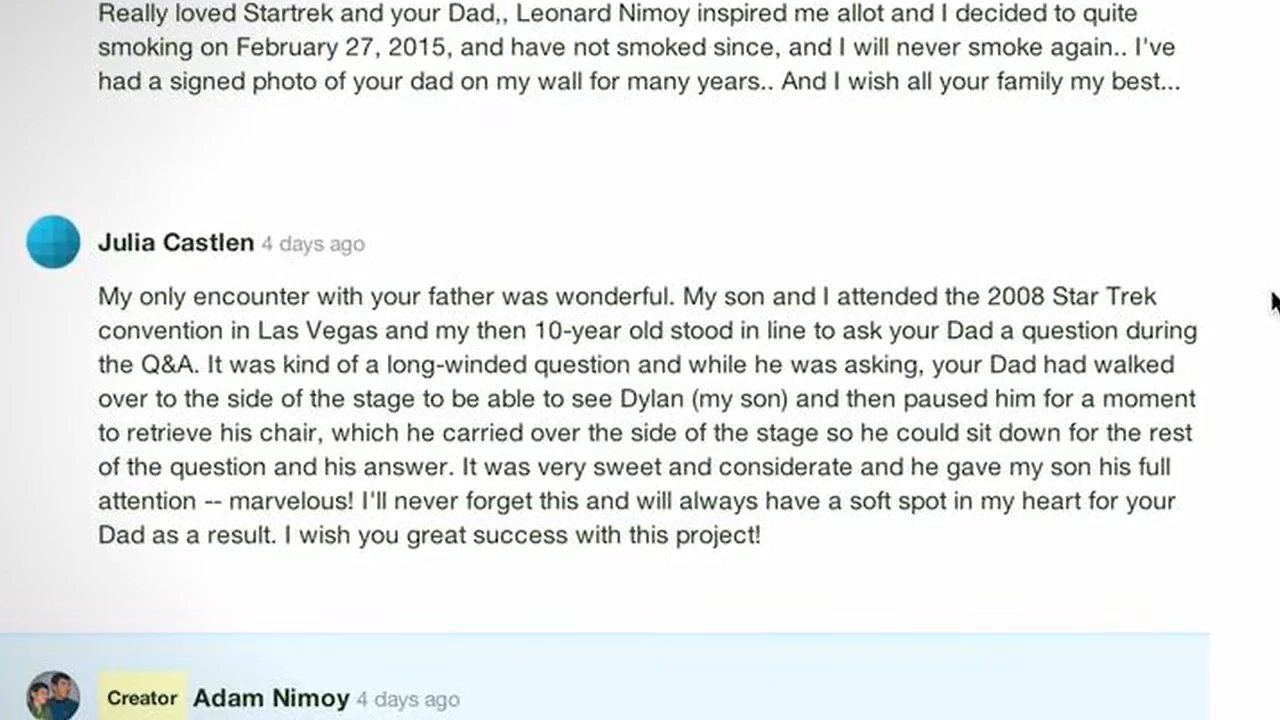 Really loved Startrek and your Dad,, Leonard Nimoy inspired me allot and I decided to quite
smoking on February 27, 2015, and have not smoked since, and I will never smoke again.. I've
had a signed photo of your dad on my wall for many years.. And I wish all your family my best...
Julia Castlen 4 days ago
My only encounter with your father was wonderful. My son and I attended the 2008 Star Trek
convention in Las Vegas and my then 10-year old stood in line to ask your Dad a question during
the Q&A. It was kind of a long-winded question and while he was asking, your Dad had walked
over to the side of the stage to be able to see Dylan (my son) and then paused him for a moment
to retrieve his chair, which he carried over the side of the stage so he could sit down for the rest
of the question and his answer. It was very sweet and considerate and he gave my son his full
attention -- marvelous! I'll never forget this and will always have a soft spot in my heart for your
Dad as a result. I wish you great success with this project!
Creator Adam Nimoy 4 days ago